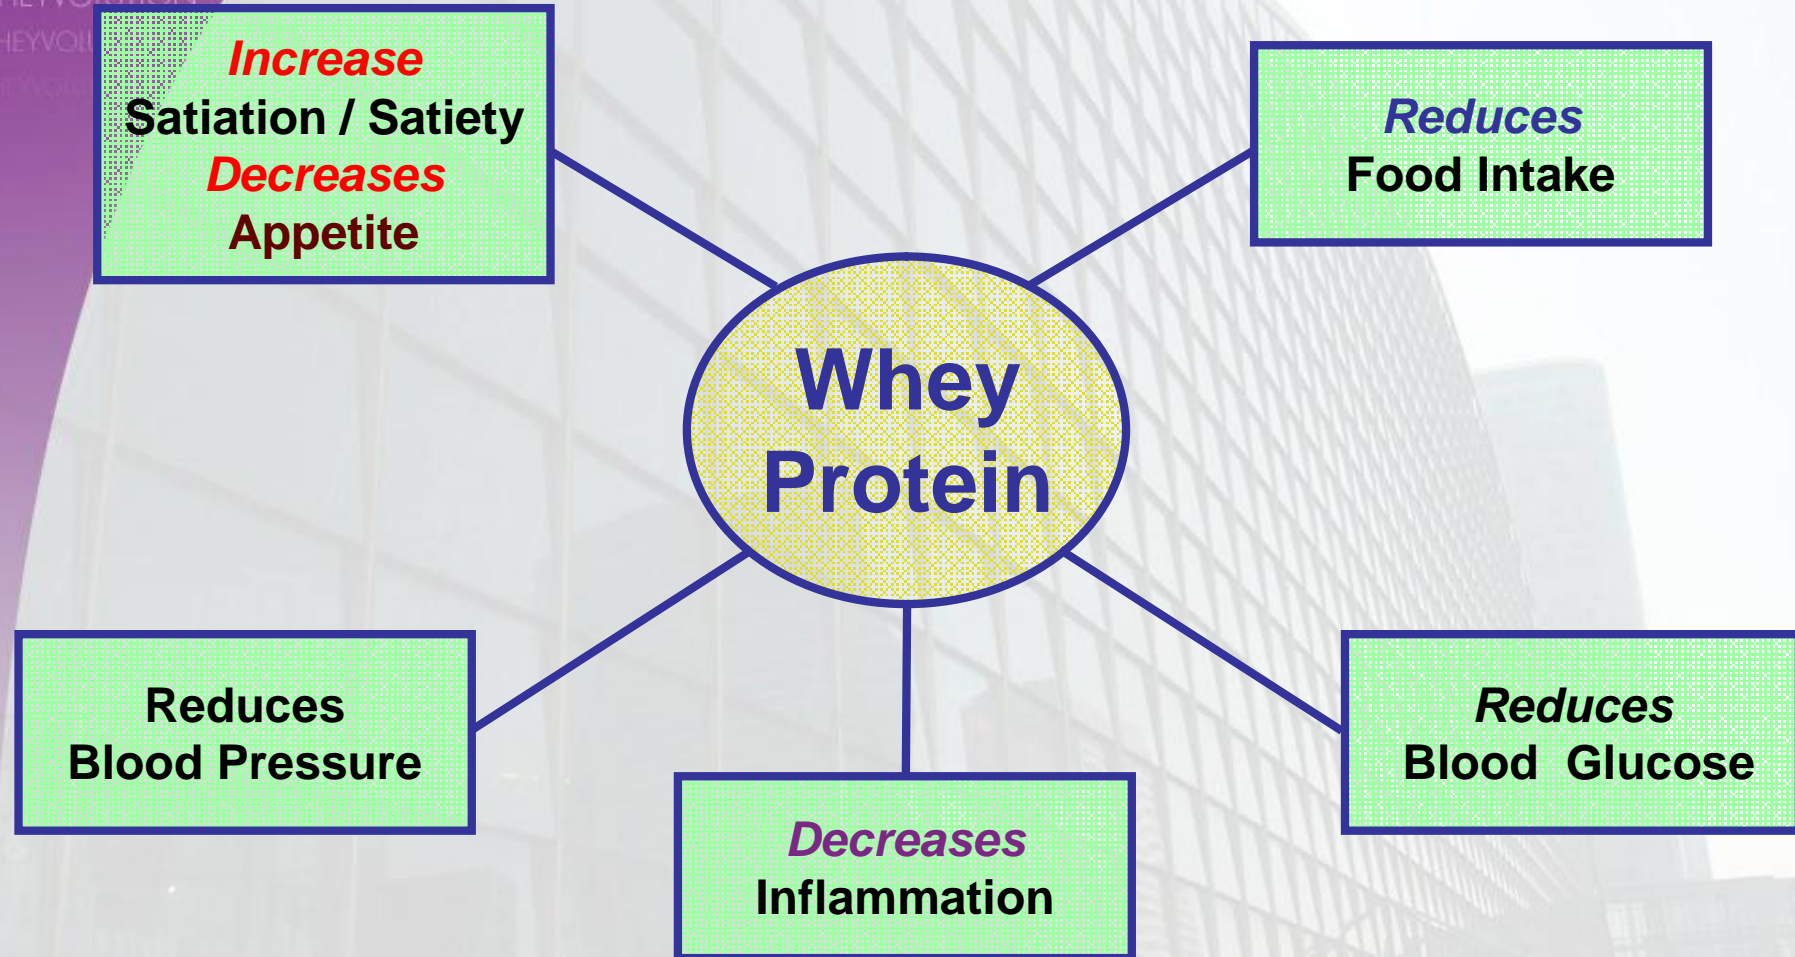 Increase
Satiation / Satiety
Decreases
Appetite
Reduces
Food Intake
Whey
Protein
Reduces
Blood Pressure
Decreases
Inflammation
Reduces
Blood  Glucose